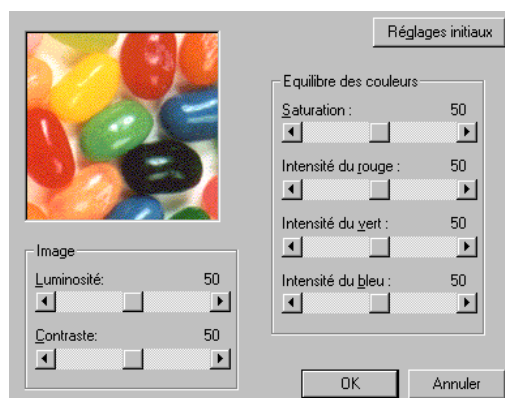 Réglages initiaux
Equilibre des couleurs
Saturation : 50
Intensité du rouge : 50
Intensité du vert : 50
Intensité du bleu : 50
Image
Luminosité: 50
Contraste: 50
OK
Annuler